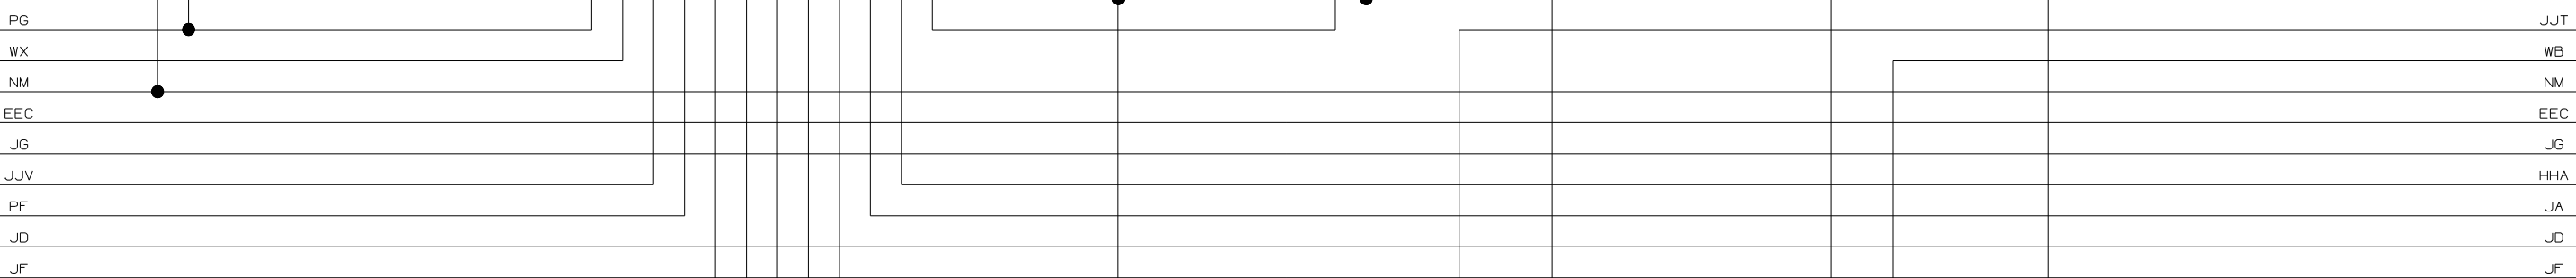 PG JJT
WX WB
NM NM
EEC EEC
JG JG
JJV HHA
PF JA
JD JD
JF JF